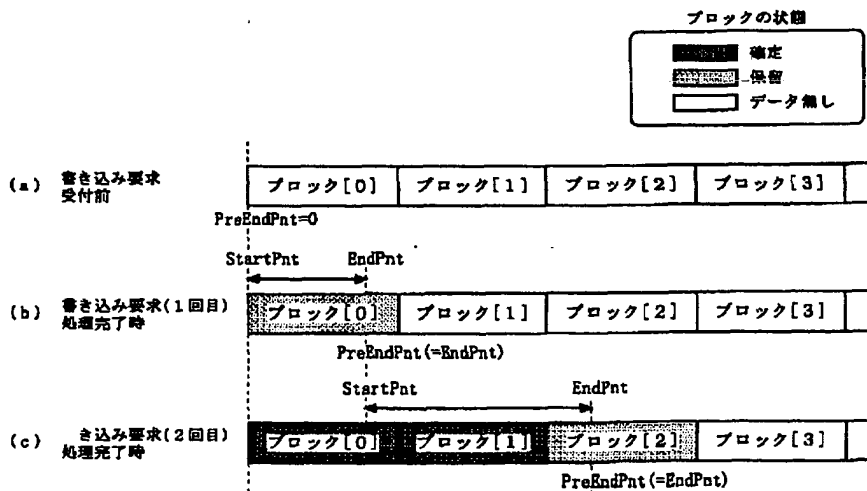 ブロックの状態
確定
保留
データ無し
(a) 書き込み要求
受付前
ブロック[0] ブロック[1] ブロック[2] ブロック[3]
PreEndPnt=0
StartPnt EndPnt
(b) 書き込み要求(1回目)
処理完了時
ブロック[0] ブロック[1] ブロック[2] ブロック[3]
PreEndPnt(=EndPnt)
StartPnt EndPnt
(c) き込み要求(2回目)
処理完了時
ブロック[0] ブロック[1] ブロック[2] ブロック[3]
PreEndPnt(=EndPnt)